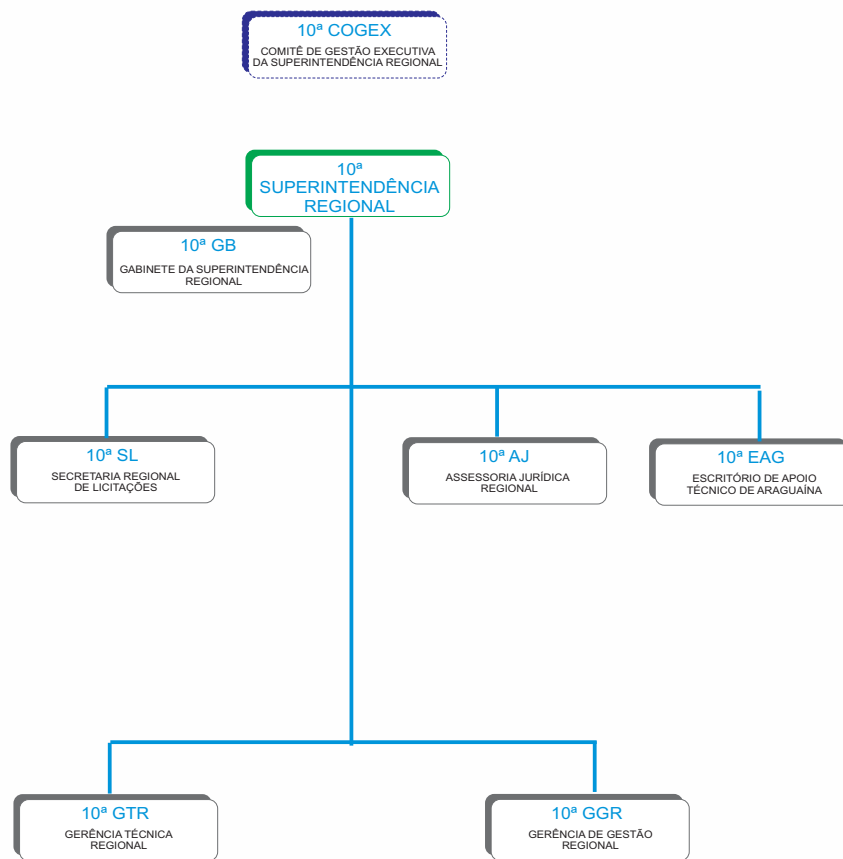 10ª COGEX
COMITÊ DE GESTÃO EXECUTIVA
DA SUPERINTENDÊNCIA REGIONAL
10ª
SUPERINTENDÊNCIA
REGIONAL
10ª GB
GABINETE DA SUPERINTENDÊNCIA
REGIONAL
10ª SL
SECRETARIA REGIONAL
DE LICITAÇÕES
10ª AJ
ASSESSORIA JURÍDICA
REGIONAL
10ª EAG
ESCRITÓRIO DE APOIO
TÉCNICO DE ARAGUAÍNA
10ª GTR
GERÊNCIA TÉCNICA
REGIONAL
10ª GGR
GERÊNCIA DE GESTÃO
REGIONAL